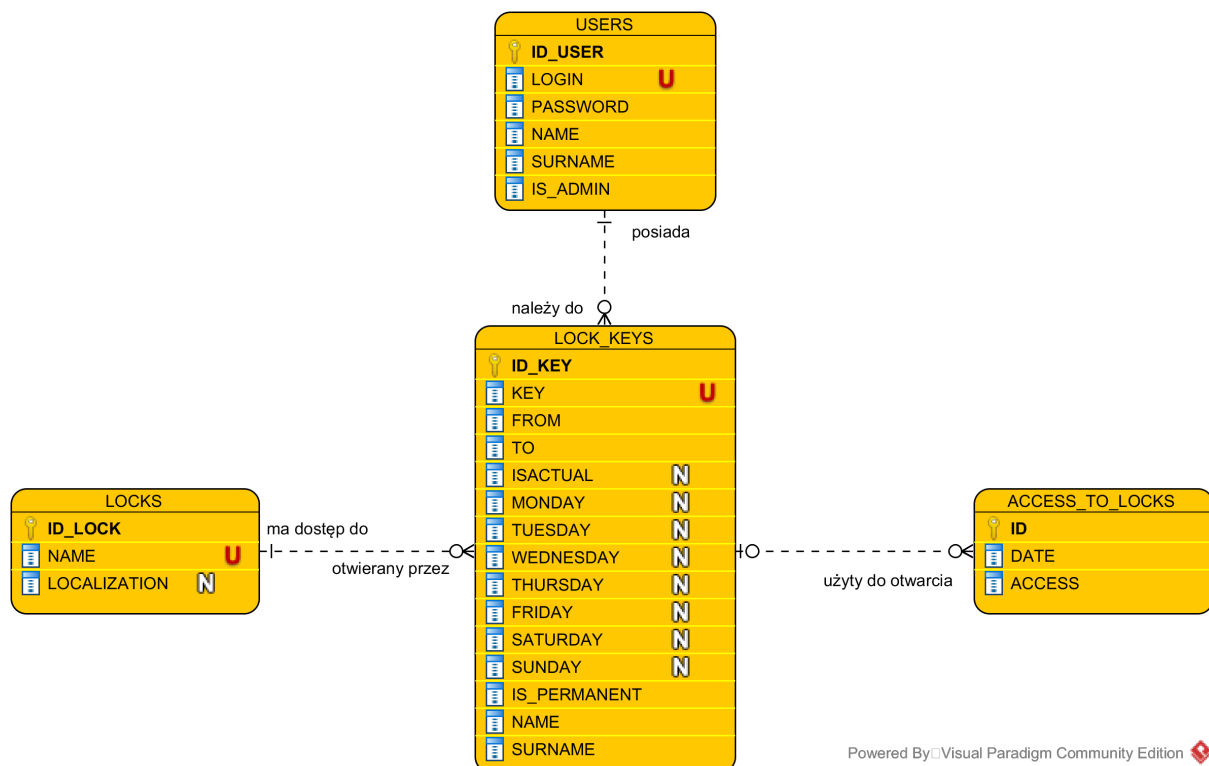 USERS
ID_USER
LOGIN U
PASSWORD
NAME
SURNAME
IS_ADMIN
posiada
należy do
LOCK_KEYS
ID_KEY
KEY U
FROM
TO
ISACTUAL N
MONDAY N
TUESDAY N
WEDNESDAY N
THURSDAY N
FRIDAY N
SATURDAY N
SUNDAY N
IS_PERMANENT
NAME
SURNAME
LOCKS
ID_LOCK
NAME U
LOCALIZATION N
ma dostęp do
otwierany przez
użyty do otwarcia
ACCESS_TO_LOCKS
ID
DATE
ACCESS
Powered By Visual Paradigm Community Edition